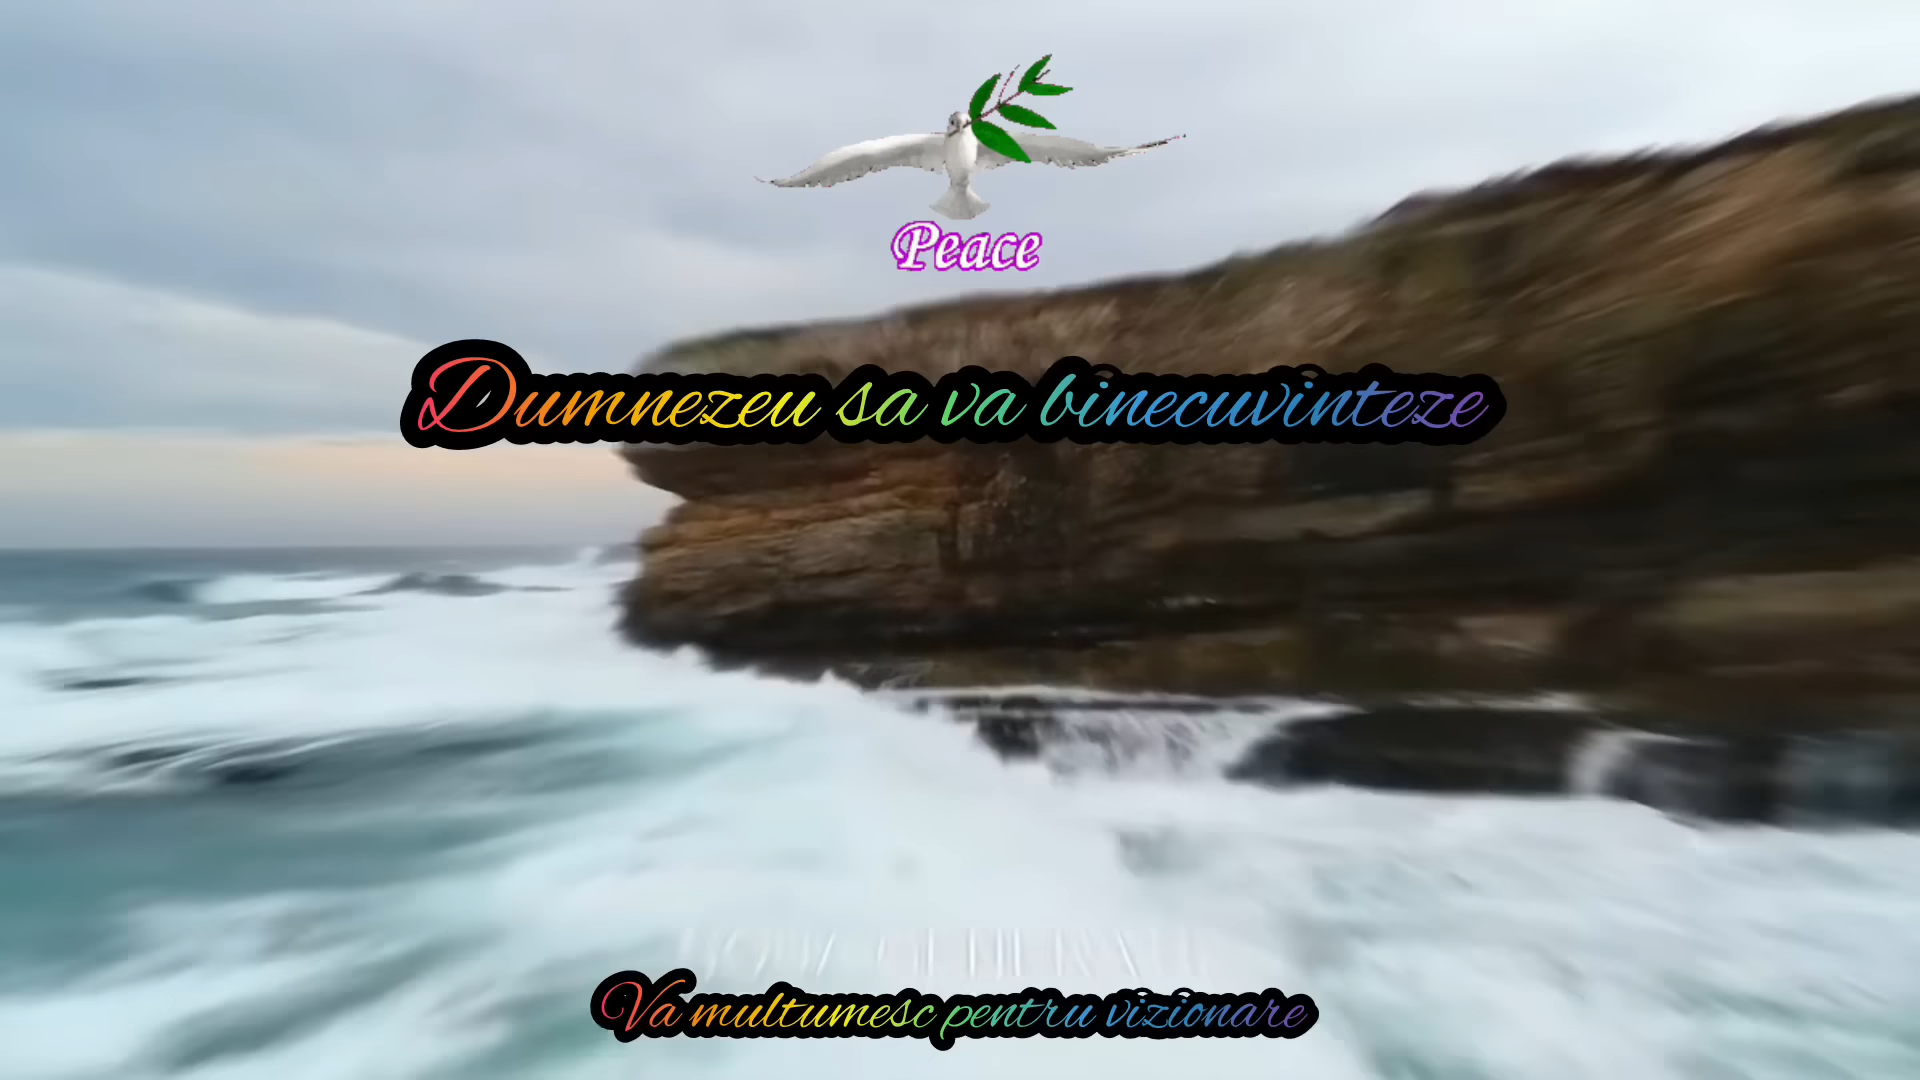 Peace
Dumnezeu sa va binecuvinteze
Va multumesc pentru vizionare